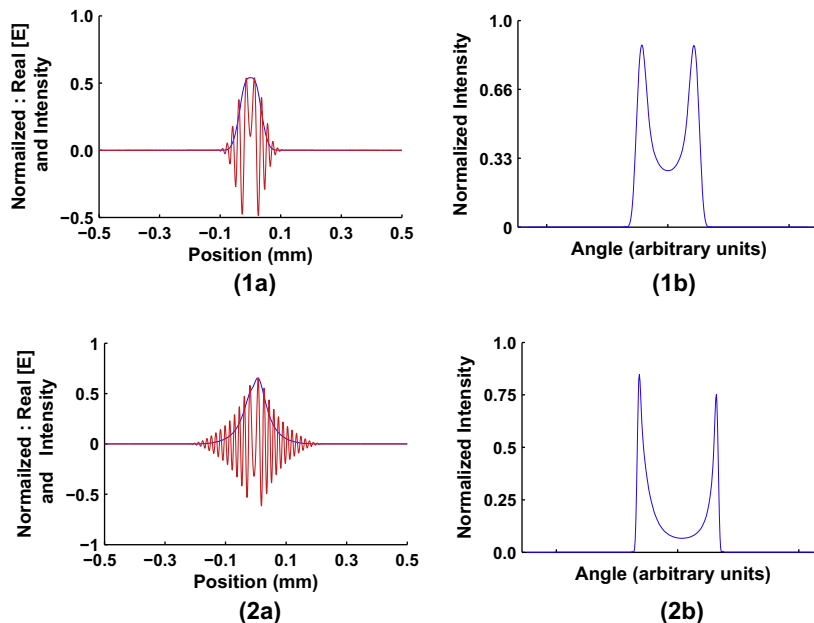 Normailzed : Real [E]
and Intensity
1.0
0.5
0.0
−0.5
−0.5
−0.3
−0.1
0.1
0.3
0.5
Position (mm)
(1a)
Normalized Intensity
1.0
0.66
0.33
0
Angle (arbitrary units)
(1b)
Normailzed : Real [E]
and Intensity
1
0.5
0
−0.5
−1
−0.5
−0.3
−0.1
0.1
0.3
0.5
Position (mm)
(2a)
Normalized Intensity
1.0
0.75
0.5
0.25
0.0
Angle (arbitrary units)
(2b)